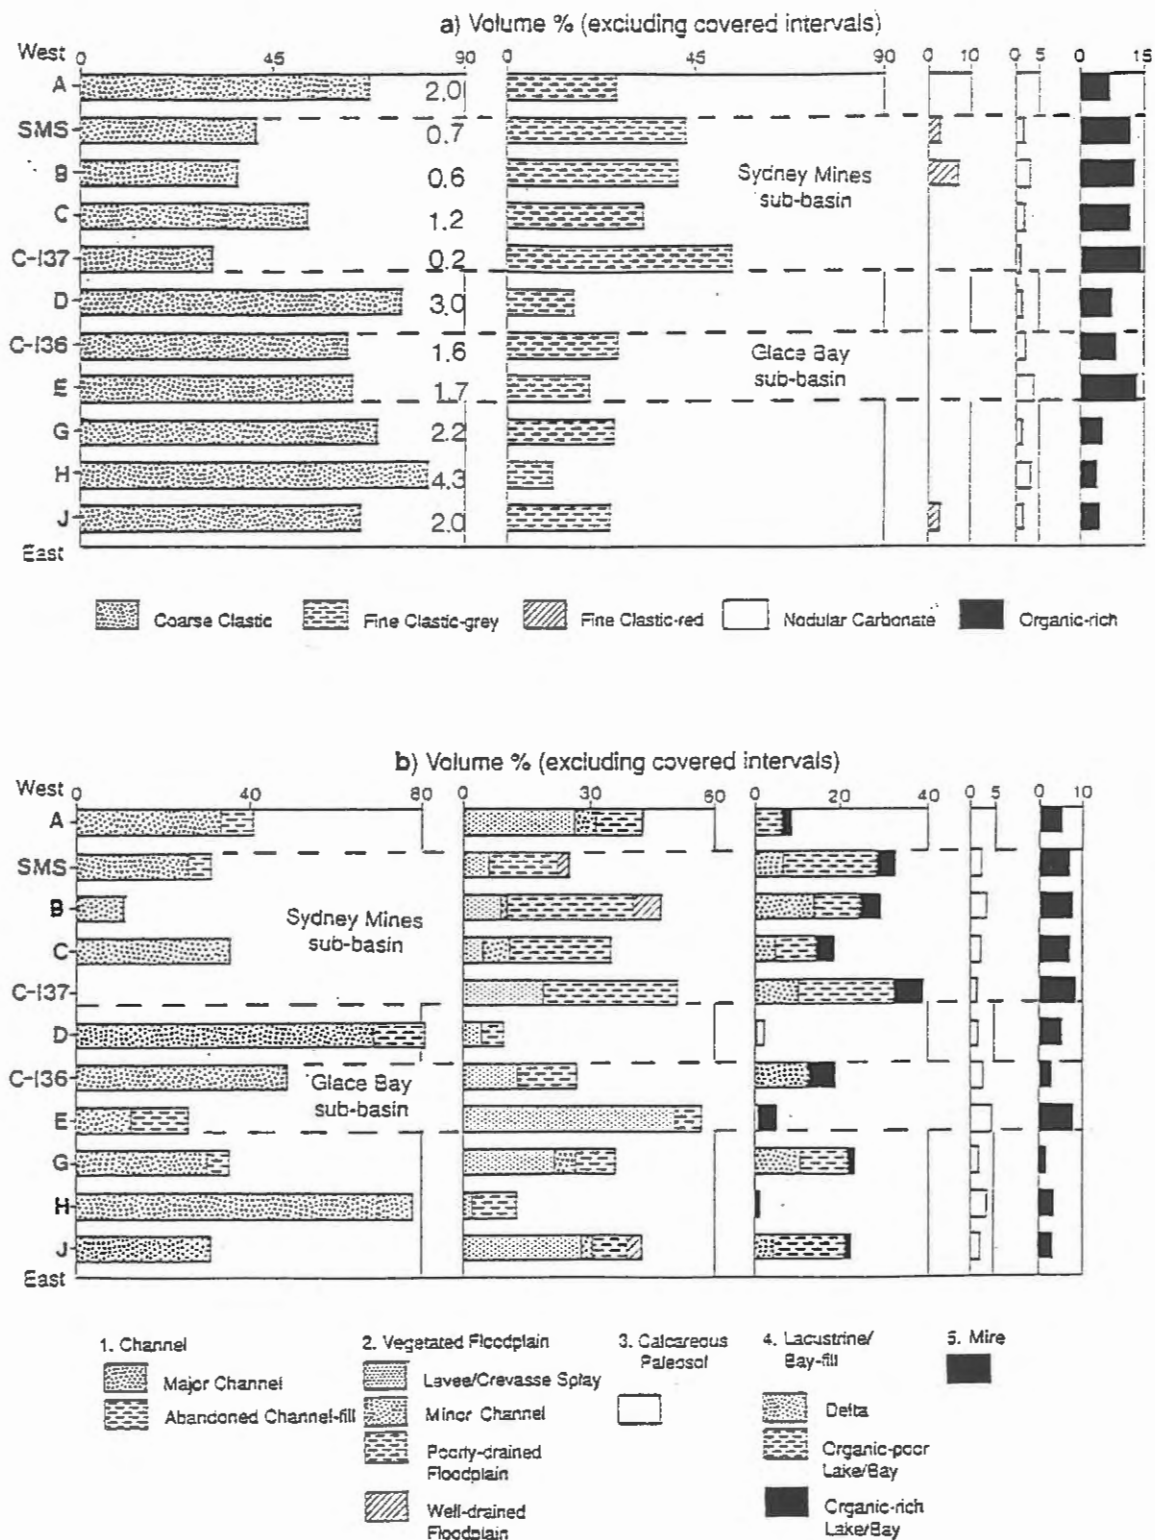 a) Volume % (excluding covered intervals)
West 0 45 90 0 45 90 0 10 0 5 0 15
A 2.0
SMS 0.7
B 0.6
Sydney Mines
sub-basin
C 1.2
C-137 0.2
D 3.0
C-136 1.6
Glace Bay
sub-basin
E 1.7
G 2.2
H 4.3
J 2.0
East
Coarse Clastic Fine Clastic-grey Fine Clastic-red Nodular Carbonate Organic-rich
b) Volume % (excluding covered intervals)
West 0 40 80 0 30 60 0 20 40 0 5 0 10
A
SMS
B
Sydney Mines
sub-basin
C
C-137
D
C-136
Glace Bay
sub-basin
E
G
H
J
East
1. Channel
Major Channel
Abandoned Channel-fill
2. Vegetated Floodplain
Levee/Crevasse Splay
Minor Channel
Poorly-drained
Floodplain
Well-drained
Floodplain
3. Calcareous
Paleosol
4. Lacustrine/
Bay-fill
Delta
Organic-poor
Lake/Bay
Organic-rich
Lake/Bay
5. Mire